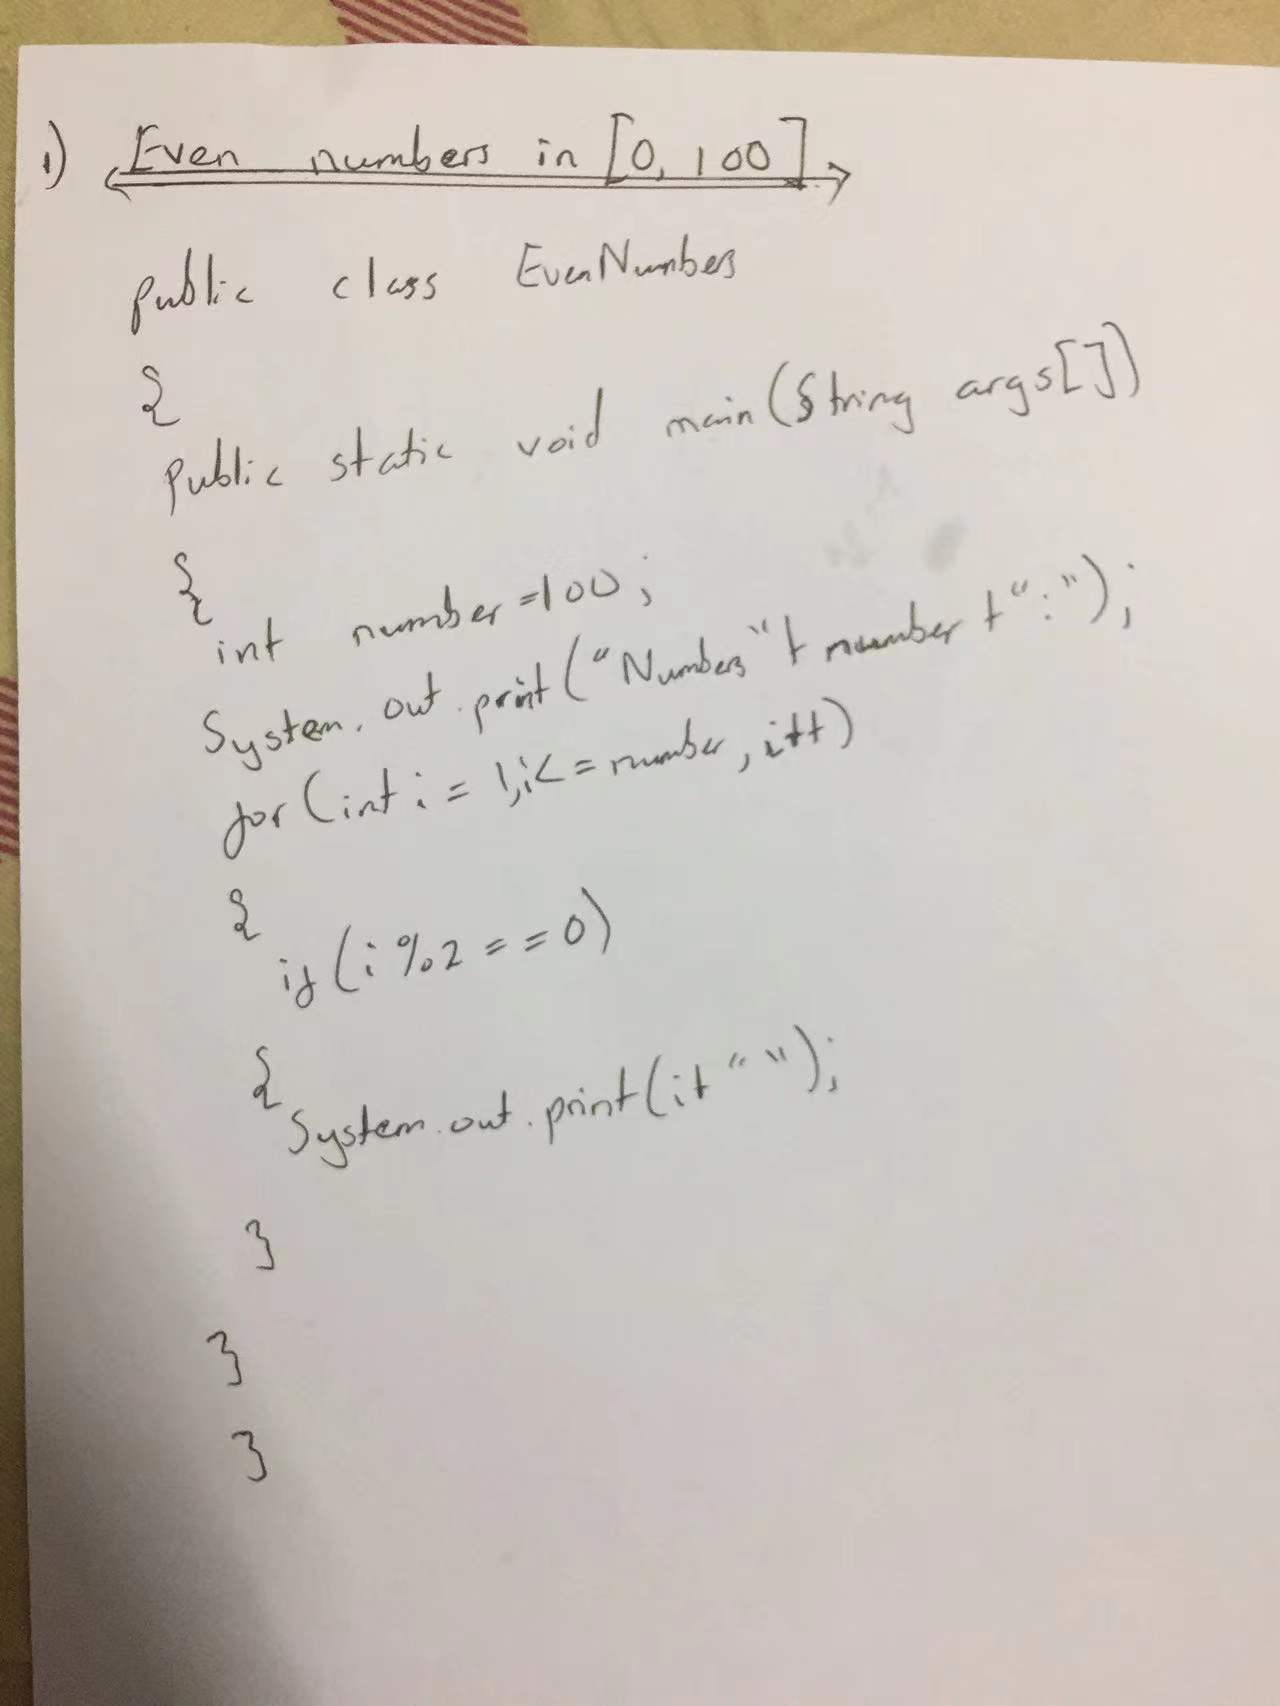 1) Even numbers in [0, 100]
public class EvenNumbers
{
public static void main(String args[])
{
int number=100;
System.out.print("Numbers"+ number +":");
for(int i = 1,i<=number,i++)
{
if(i%2==0)
{
System.out.print(i+" ");
}
}
}